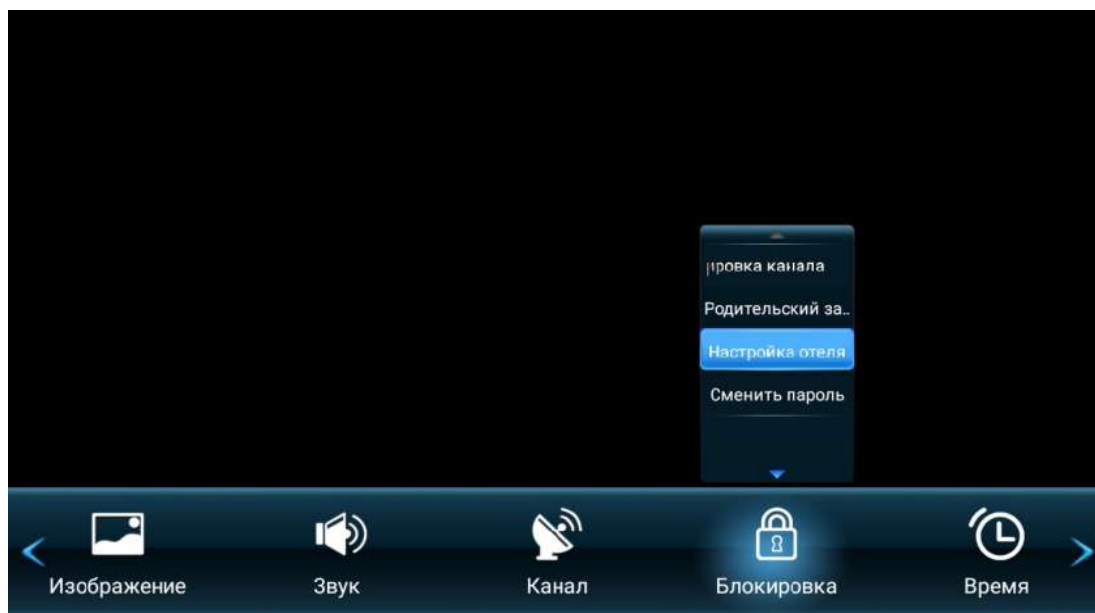 ировка канала
Родительский за..
Настройка отеля
Сменить пароль
Изображение
Звук
Канал
Блокировка
Время